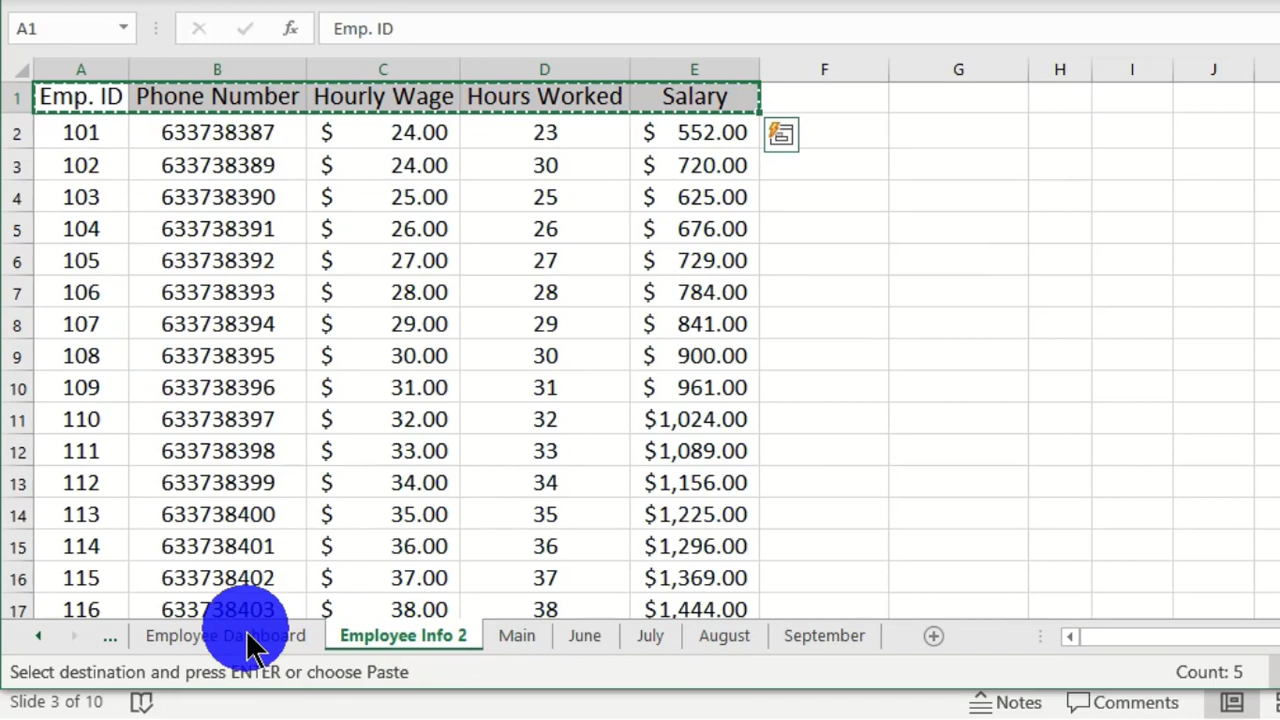 A1 fx Emp. ID
A B C D E F G H I J
1 Emp. ID Phone Number Hourly Wage Hours Worked Salary
2 101 633738387 $ 24.00 23 $ 552.00
3 102 633738389 $ 24.00 30 $ 720.00
4 103 633738390 $ 25.00 25 $ 625.00
5 104 633738391 $ 26.00 26 $ 676.00
6 105 633738392 $ 27.00 27 $ 729.00
7 106 633738393 $ 28.00 28 $ 784.00
8 107 633738394 $ 29.00 29 $ 841.00
9 108 633738395 $ 30.00 30 $ 900.00
10 109 633738396 $ 31.00 31 $ 961.00
11 110 633738397 $ 32.00 32 $1,024.00
12 111 633738398 $ 33.00 33 $1,089.00
13 112 633738399 $ 34.00 34 $1,156.00
14 113 633738400 $ 35.00 35 $1,225.00
15 114 633738401 $ 36.00 36 $1,296.00
16 115 633738402 $ 37.00 37 $1,369.00
17 116 633738403 $ 38.00 38 $1,444.00
... Employee Dashboard Employee Info 2 Main June July August September
Select destination and press ENTER or choose Paste Count: 5
Slide 3 of 10 Notes Comments